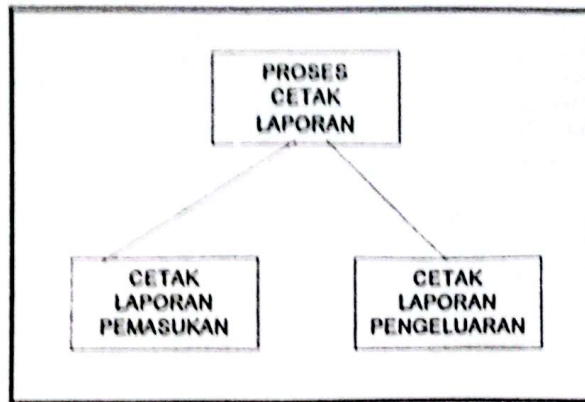 PROSES
CETAK
LAPORAN
CETAK
LAPORAN
PEMASUKAN
CETAK
LAPORAN
PENGELUARAN